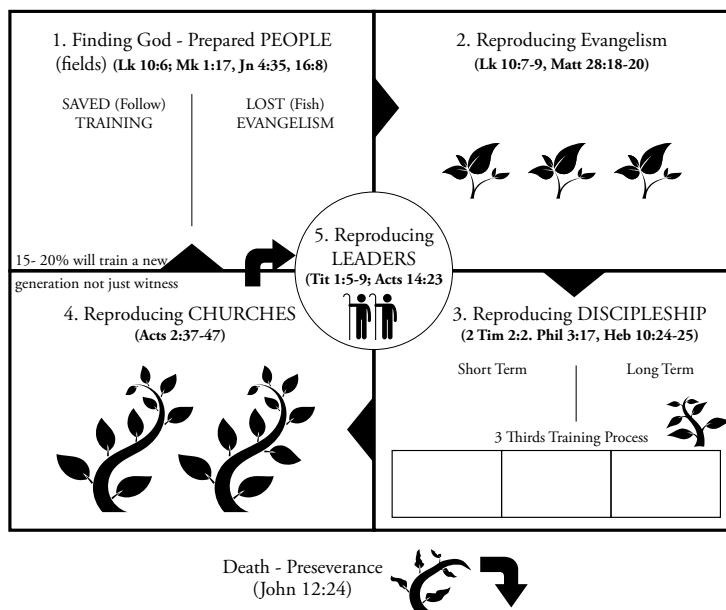 1. Finding God - Prepared PEOPLE
(fields) (Lk 10:6; Mk 1:17, Jn 4:35, 16:8)
SAVED (Follow)
TRAINING
LOST (Fish)
EVANGELISM
15- 20% will train a new
generation not just witness
2. Reproducing Evangelism
(Lk 10:7-9, Matt 28:18-20)
5. Reproducing
LEADERS
(Tit 1:5-9; Acts 14:23
4. Reproducing CHURCHES
(Acts 2:37-47)
3. Reproducing DISCIPLESHIP
(2 Tim 2:2. Phil 3:17, Heb 10:24-25)
Short Term
Long Term
3 Thirds Training Process
Death - Preseverance
(John 12:24)